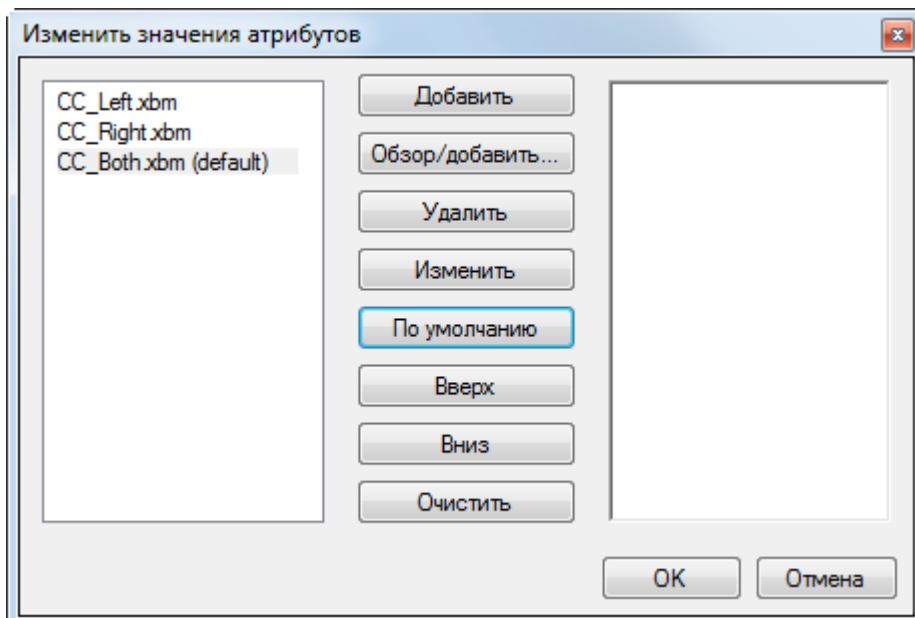 Изменить значения атрибутов
CC_Left.xbm
CC_Right.xbm
CC_Both.xbm (default)
Добавить
Обзор/добавить...
Удалить
Изменить
По умолчанию
Вверх
Вниз
Очистить
OK
Отмена